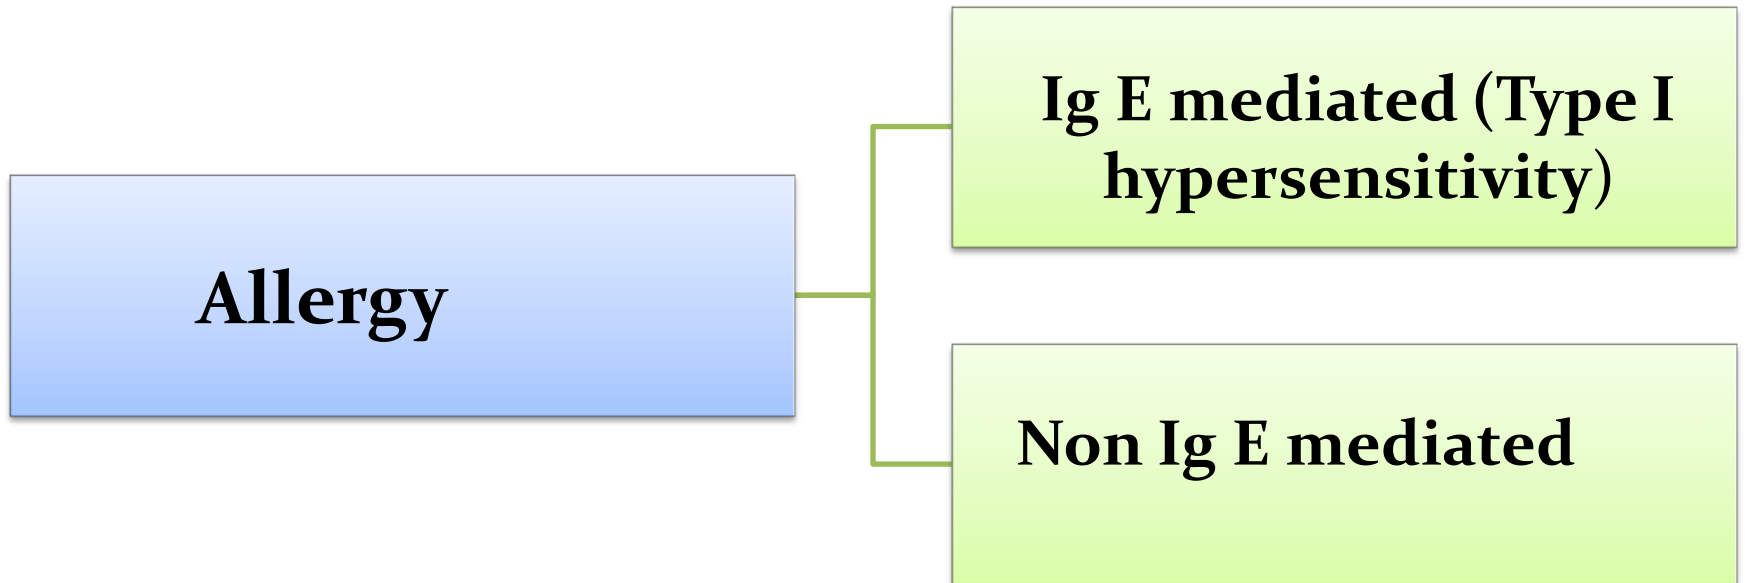 Allergy
Ig E mediated (Type I
hypersensitivity)
Non Ig E mediated